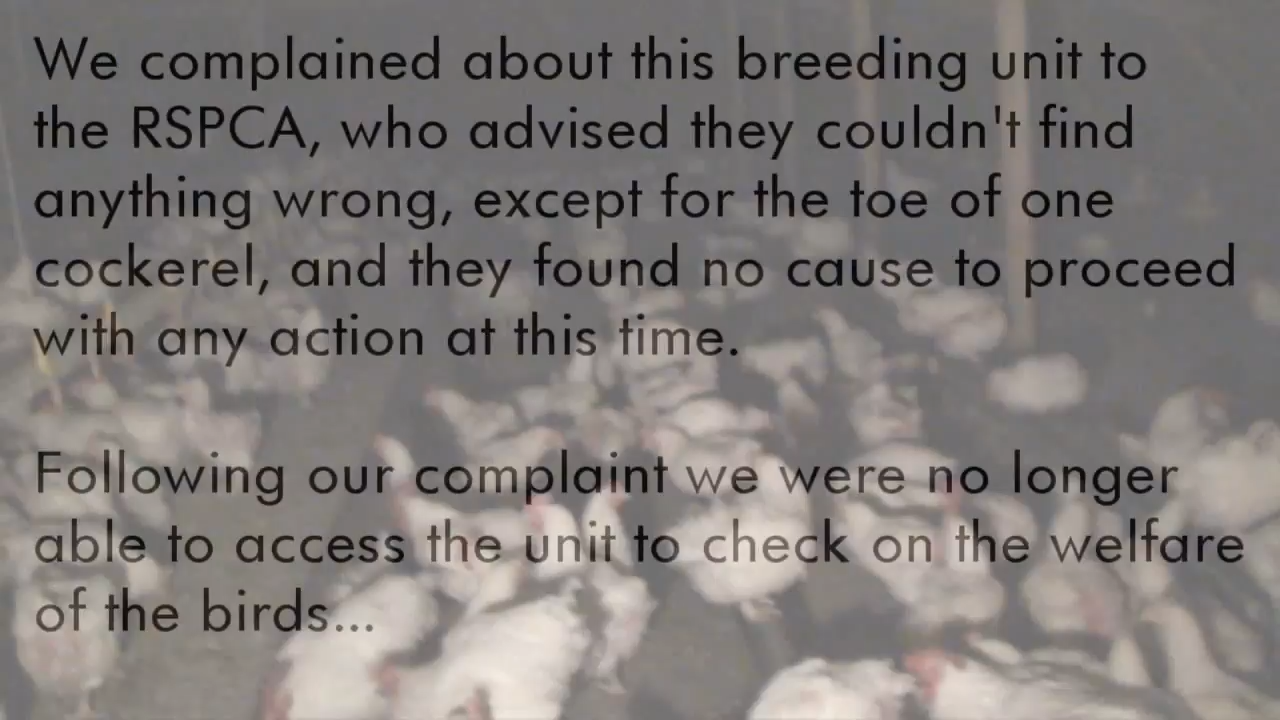 We complained about this breeding unit to
the RSPCA, who advised they couldn't find
anything wrong, except for the toe of one
cockerel, and they found no cause to proceed
with any action at this time.
Following our complaint we were no longer
able to access the unit to check on the welfare
of the birds...